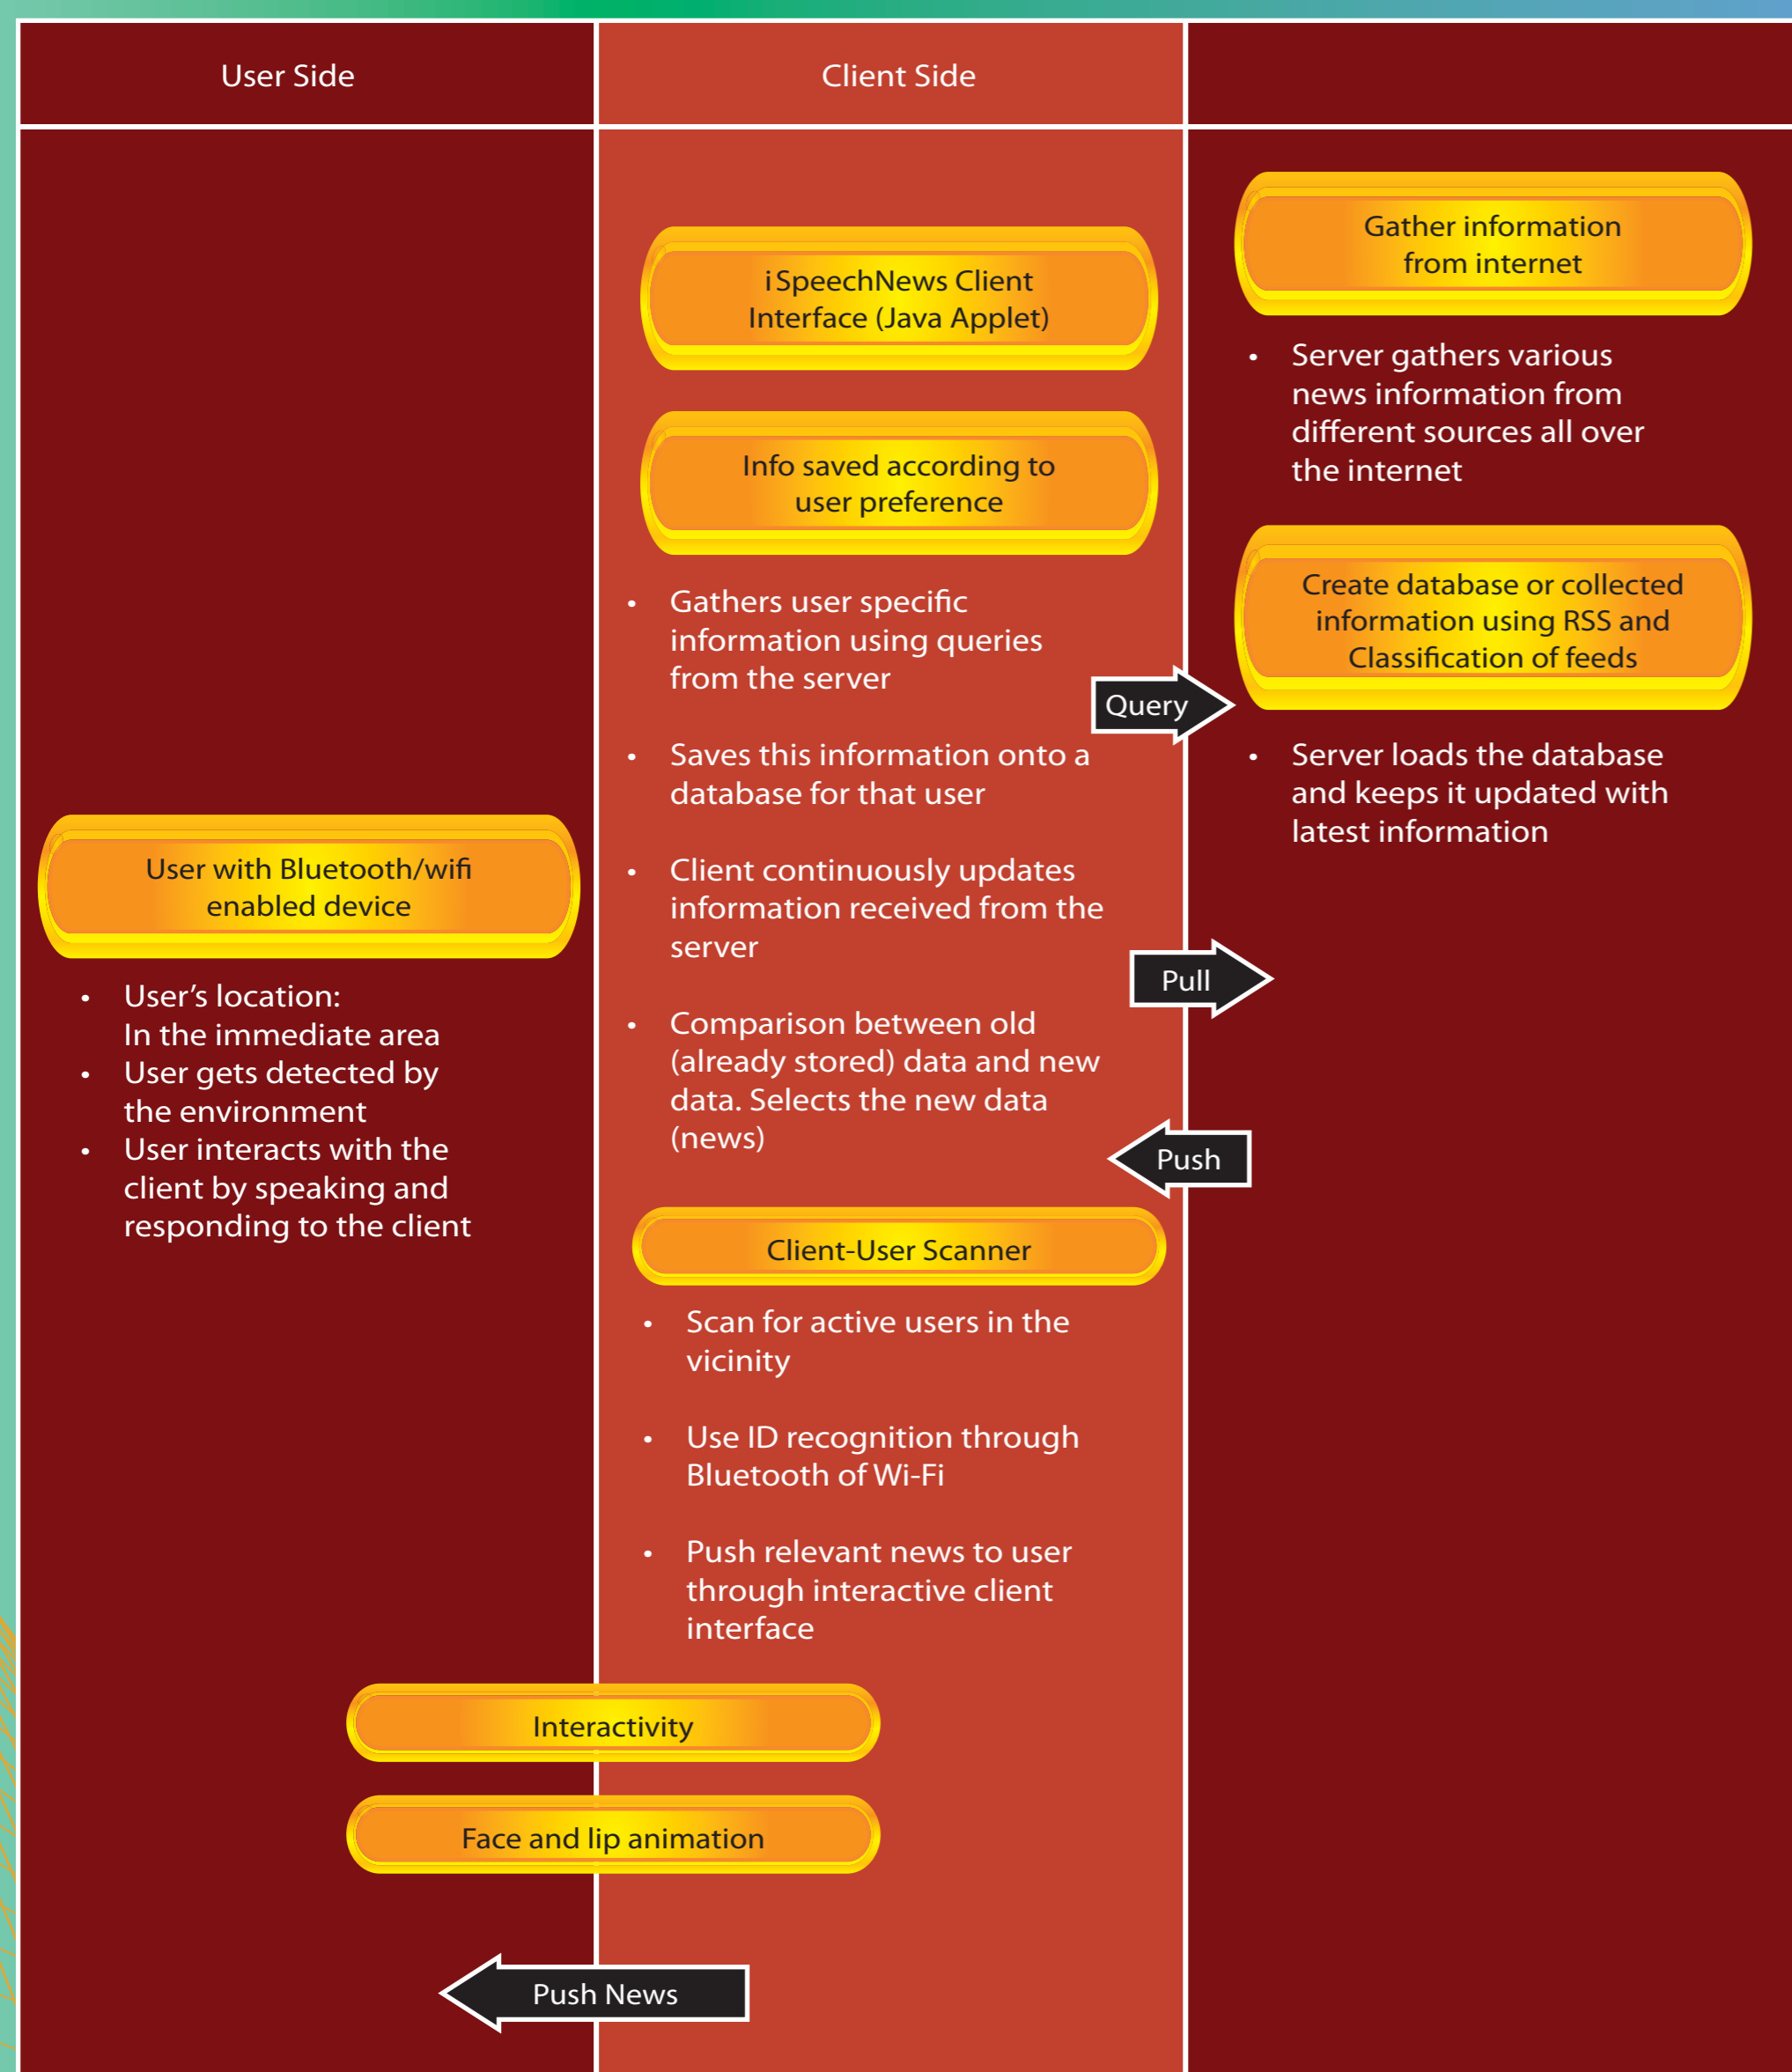 User Side
Client Side
User with Bluetooth/wifi
enabled device
• User’s location:
In the immediate area
• User gets detected by
the environment
• User interacts with the
client by speaking and
responding to the client
iSpeechNews Client
Interface (Java Applet)
Info saved according to
user preference
• Gathers user specific
information using queries
from the server
• Saves this information onto a
database for that user
• Client continuously updates
information received from the
server
• Comparison between old
(already stored) data and new
data. Selects the new data
(news)
Client-User Scanner
• Scan for active users in the
vicinity
• Use ID recognition through
Bluetooth of Wi-Fi
• Push relevant news to user
through interactive client
interface
Interactivity
Face and lip animation
Push News
Query
Pull
Push
Gather information
from internet
• Server gathers various
news information from
different sources all over
the internet
Create database or collected
information using RSS and
Classification of feeds
• Server loads the database
and keeps it updated with
latest information